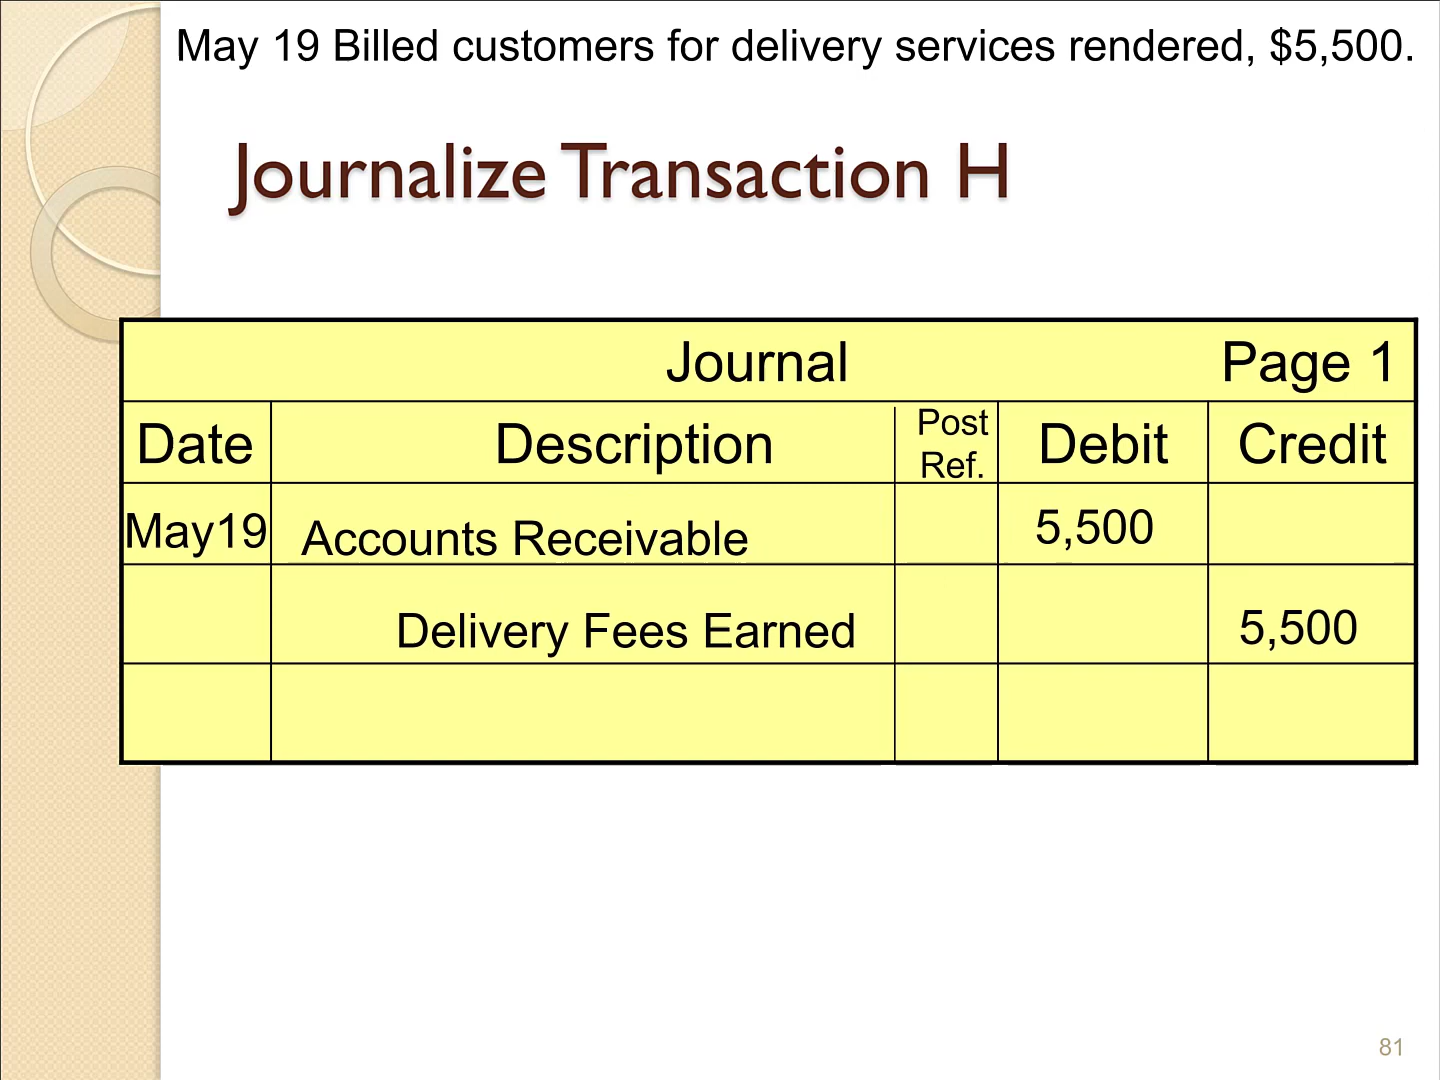 May 19 Billed customers for delivery services rendered, $5,500.
Journalize Transaction H
Journal Page 1
Date Description Post Ref. Debit Credit
May19 Accounts Receivable 5,500
Delivery Fees Earned 5,500
81